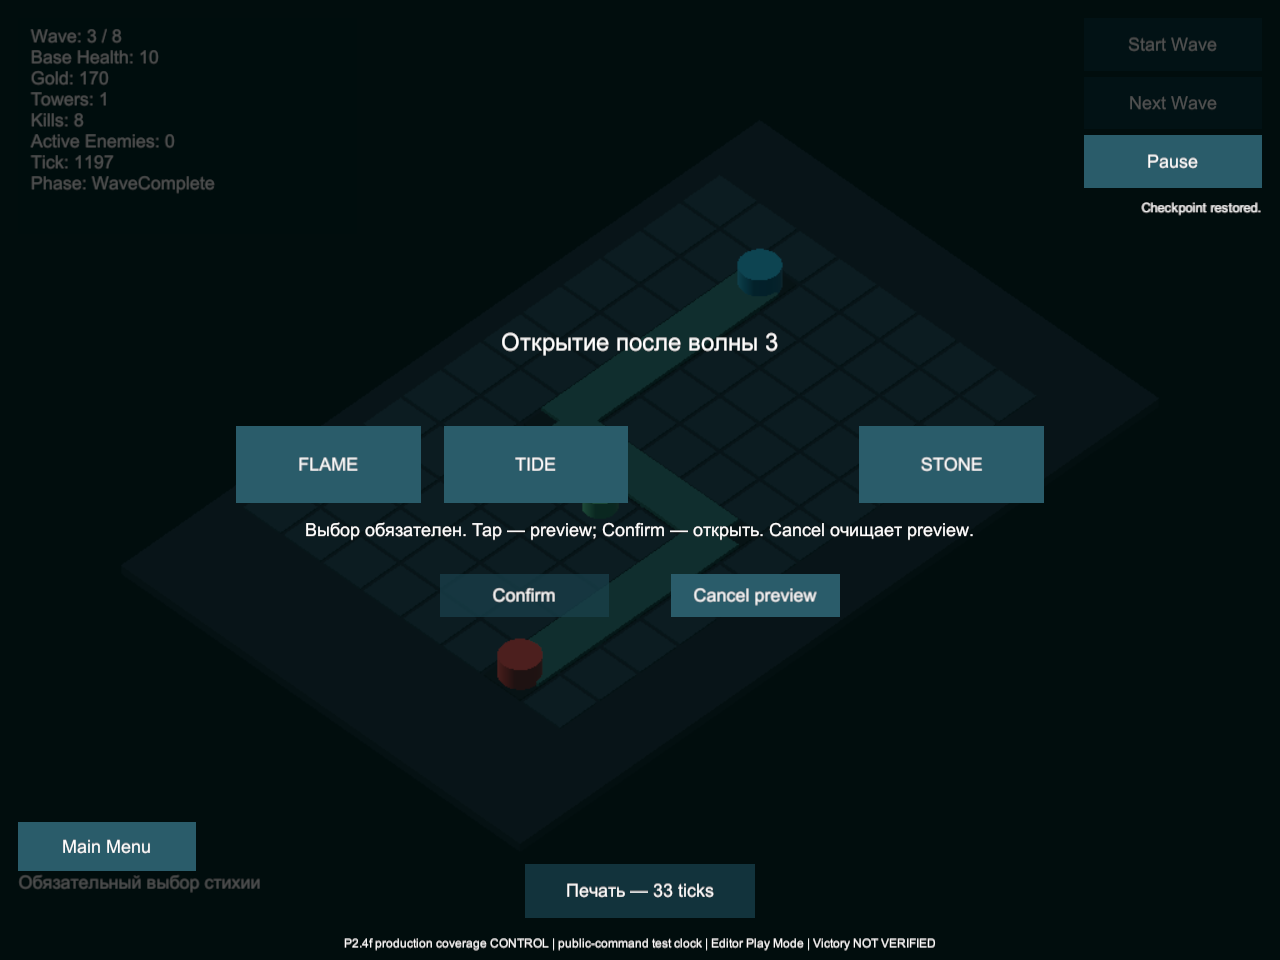 Wave: 3 / 8
Base Health: 10
Gold: 170
Towers: 1
Kills: 8
Active Enemies: 0
Tick: 1197
Phase: WaveComplete
Start Wave
Next Wave
Pause
Checkpoint restored.
Открытие после волны 3
FLAME
TIDE
STONE
Выбор обязателен. Tap — preview; Confirm — открыть. Cancel очищает preview.
Confirm
Cancel preview
Main Menu
Обязательный выбор стихии
Печать — 33 ticks
P2.4f production coverage CONTROL | public-command test clock | Editor Play Mode | Victory NOT VERIFIED